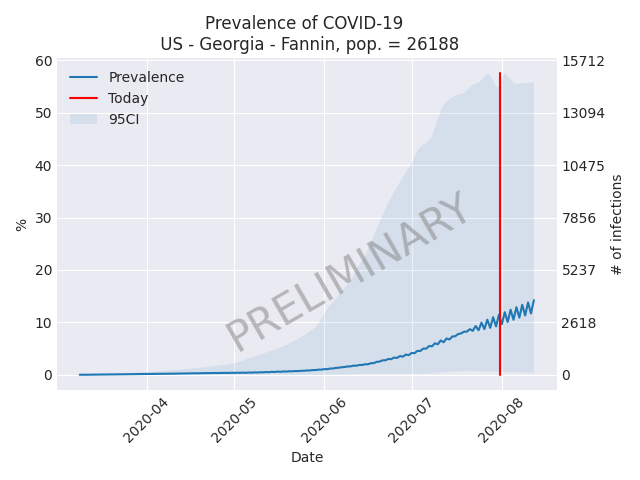 Prevalence of COVID-19
US - Georgia - Fannin, pop. = 26188
Prevalence
Today
95CI
60
50
40
30
20
10
0
%
15712
13094
10475
7856
5237
2618
0
# of infections
PRELIMINARY
2020-04
2020-05
2020-06
2020-07
2020-08
Date